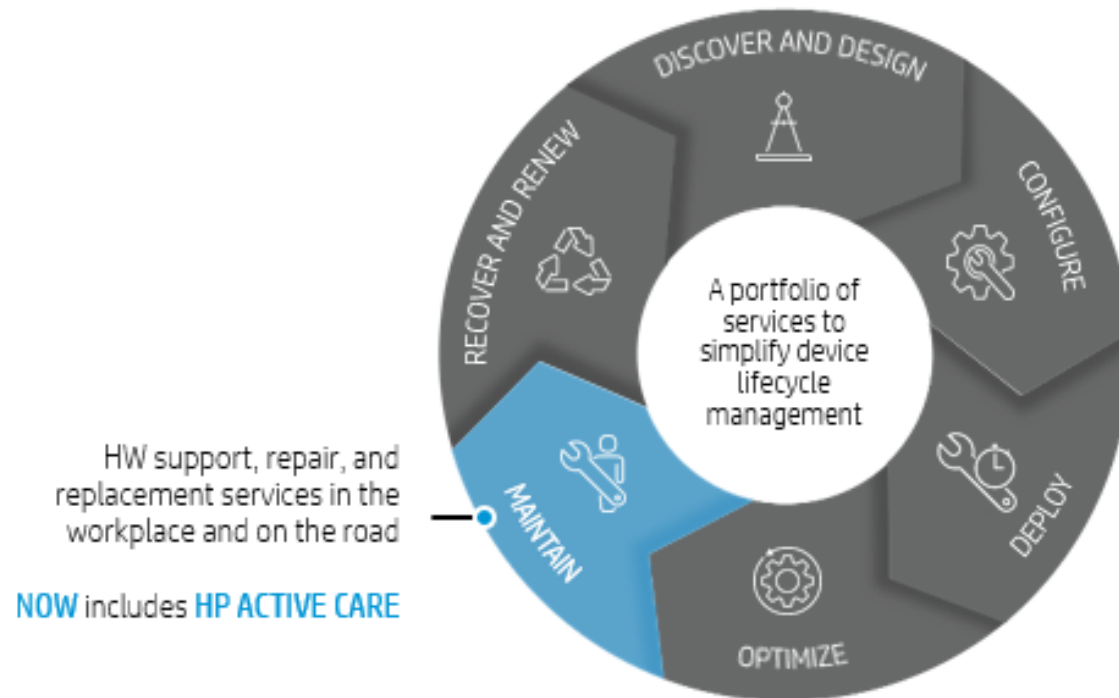 DISCOVER AND DESIGN
CONFIGURE
DEPLOY
OPTIMIZE
MAINTAIN
RECOVER AND RENEW
A portfolio of
services to
simplify device
lifecycle
management
HW support, repair, and
replacement services in the
workplace and on the road
NOW includes HP ACTIVE CARE